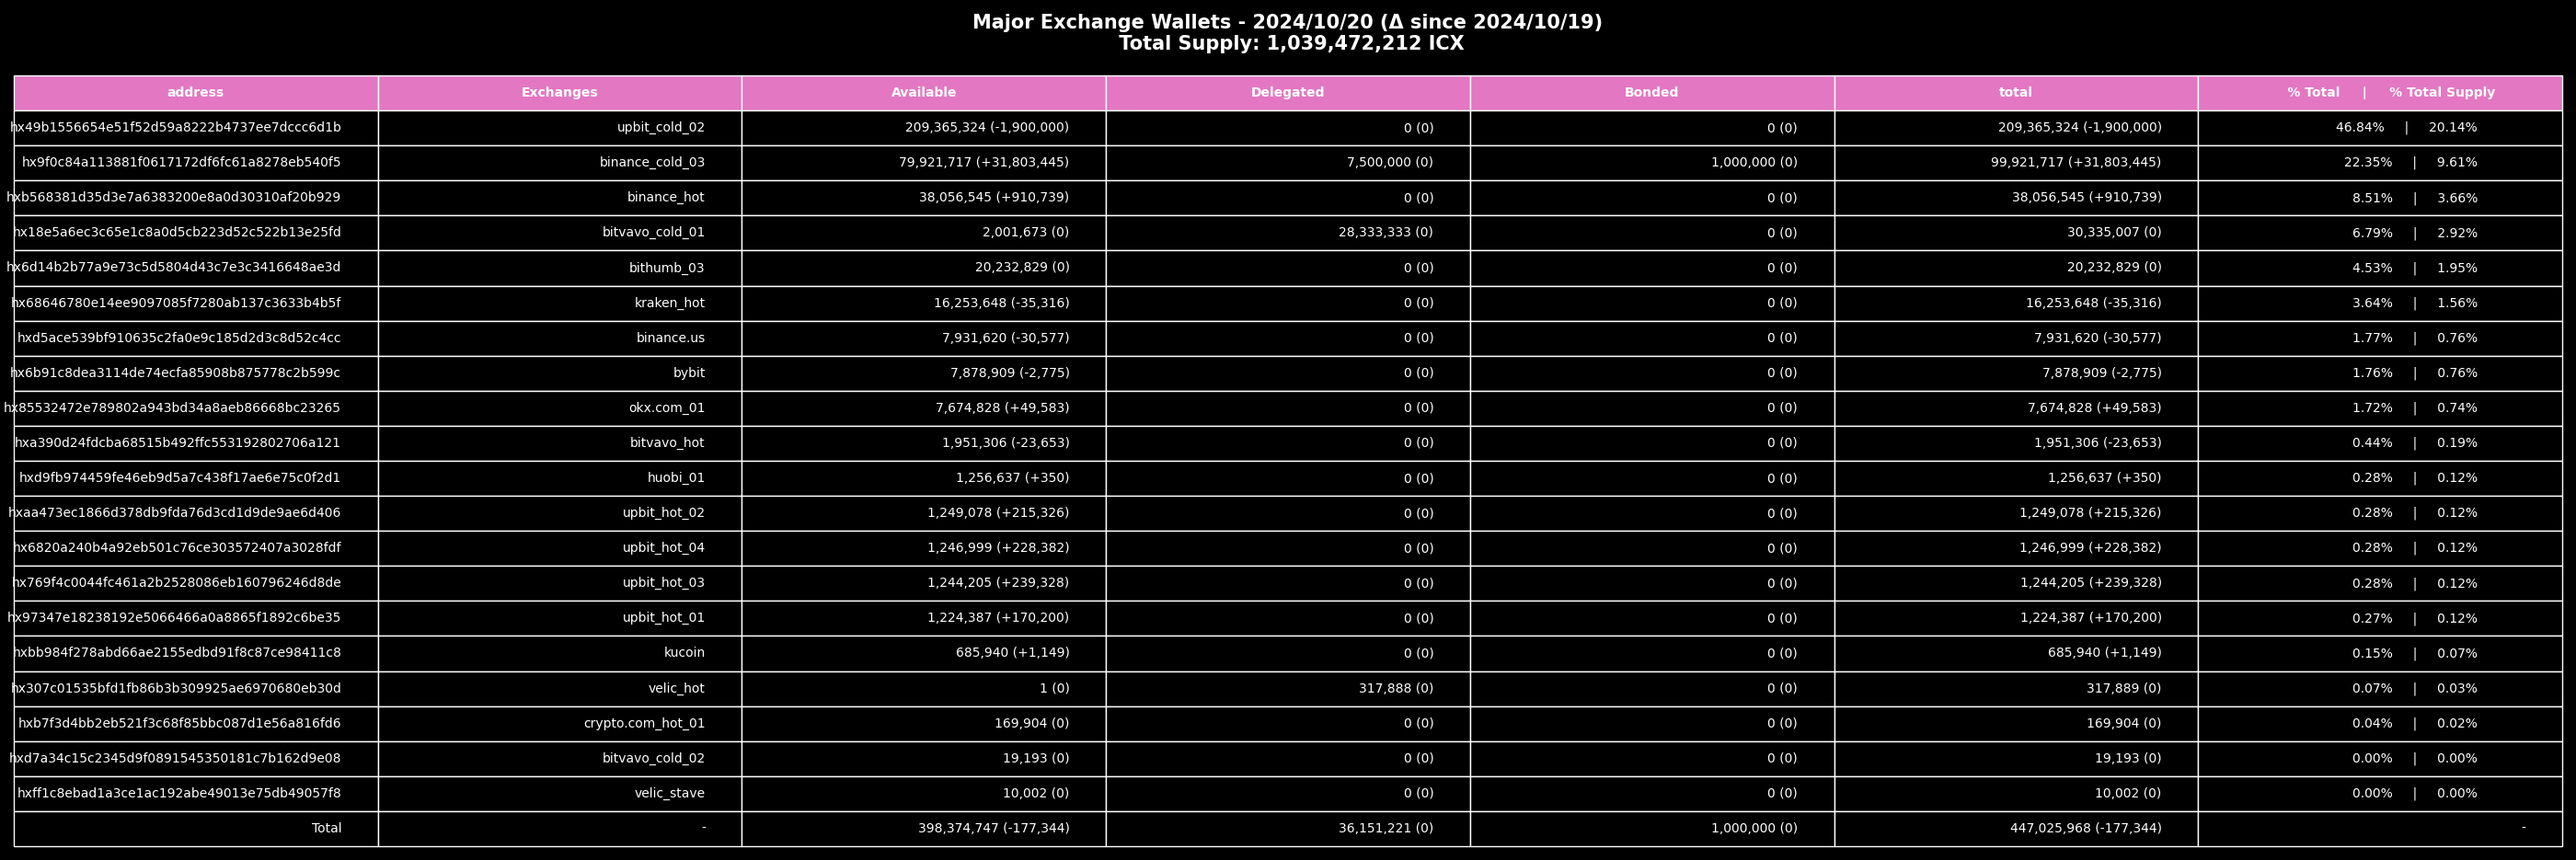 Major Exchange Wallets - 2024/10/20 (Δ since 2024/10/19)
Total Supply: 1,039,472,212 ICX
address Exchanges Available Delegated Bonded total % Total | % Total Supply
hx49b1556654e51f52d59a8222b4737ee7dccc6d1b upbit_cold_02 209,365,324 (-1,900,000) 0 (0) 0 (0) 209,365,324 (-1,900,000) 46.84% | 20.14%
hx9f0c84a113881f0617172df6fc61a8278eb540f5 binance_cold_03 79,921,717 (+31,803,445) 7,500,000 (0) 1,000,000 (0) 99,921,717 (+31,803,445) 22.35% | 9.61%
hxb568381d35d3e7a6383200e8a0d30310af20b929 binance_hot 38,056,545 (+910,739) 0 (0) 0 (0) 38,056,545 (+910,739) 8.51% | 3.66%
hx18e5a6ec3c65e1c8a0d5cb223d52c522b13e25fd bitvavo_cold_01 2,001,673 (0) 28,333,333 (0) 0 (0) 30,335,007 (0) 6.79% | 2.92%
hx6d14b2b77a9e73c5d5804d43c7e3c3416648ae3d bithumb_03 20,232,829 (0) 0 (0) 0 (0) 20,232,829 (0) 4.53% | 1.95%
hx68646780e14ee9097085f7280ab137c3633b4b5f kraken_hot 16,253,648 (-35,316) 0 (0) 0 (0) 16,253,648 (-35,316) 3.64% | 1.56%
hxd5ace539bf910635c2fa0e9c185d2d3c8d52c4cc binance.us 7,931,620 (-30,577) 0 (0) 0 (0) 7,931,620 (-30,577) 1.77% | 0.76%
hx6b91c8dea3114de74ecfa85908b875778c2b599c bybit 7,878,909 (-2,775) 0 (0) 0 (0) 7,878,909 (-2,775) 1.76% | 0.76%
hx85532472e789802a943bd34a8aeb86668bc23265 okx.com_01 7,674,828 (+49,583) 0 (0) 0 (0) 7,674,828 (+49,583) 1.72% | 0.74%
hxa390d24fdcba68515b492ffc553192802706a121 bitvavo_hot 1,951,306 (-23,653) 0 (0) 0 (0) 1,951,306 (-23,653) 0.44% | 0.19%
hxd9fb974459fe46eb9d5a7c438f17ae6e75c0f2d1 huobi_01 1,256,637 (+350) 0 (0) 0 (0) 1,256,637 (+350) 0.28% | 0.12%
hxaa473ec1866d378db9fda76d3cd1d9de9ae6d406 upbit_hot_02 1,249,078 (+215,326) 0 (0) 0 (0) 1,249,078 (+215,326) 0.28% | 0.12%
hx6820a240b4a92eb501c76ce303572407a3028fdf upbit_hot_04 1,246,999 (+228,382) 0 (0) 0 (0) 1,246,999 (+228,382) 0.28% | 0.12%
hx769f4c0044fc461a2b2528086eb160796246d8de upbit_hot_03 1,244,205 (+239,328) 0 (0) 0 (0) 1,244,205 (+239,328) 0.28% | 0.12%
hx97347e18238192e5066466a0a8865f1892c6be35 upbit_hot_01 1,224,387 (+170,200) 0 (0) 0 (0) 1,224,387 (+170,200) 0.27% | 0.12%
hxbb984f278abd66ae2155edbd91f8c87ce98411c8 kucoin 685,940 (+1,149) 0 (0) 0 (0) 685,940 (+1,149) 0.15% | 0.07%
hx307c01535bfd1fb86b3b309925ae6970680eb30d velic_hot 1 (0) 317,888 (0) 0 (0) 317,889 (0) 0.07% | 0.03%
hxb7f3d4bb2eb521f3c68f85bbc087d1e56a816fd6 crypto.com_hot_01 169,904 (0) 0 (0) 0 (0) 169,904 (0) 0.04% | 0.02%
hxd7a34c15c2345d9f0891545350181c7b162d9e08 bitvavo_cold_02 19,193 (0) 0 (0) 0 (0) 19,193 (0) 0.00% | 0.00%
hxff1c8ebad1a3ce1ac192abe49013e75db49057f8 velic_stave 10,002 (0) 0 (0) 0 (0) 10,002 (0) 0.00% | 0.00%
Total - 398,374,747 (-177,344) 36,151,221 (0) 1,000,000 (0) 447,025,968 (-177,344) -